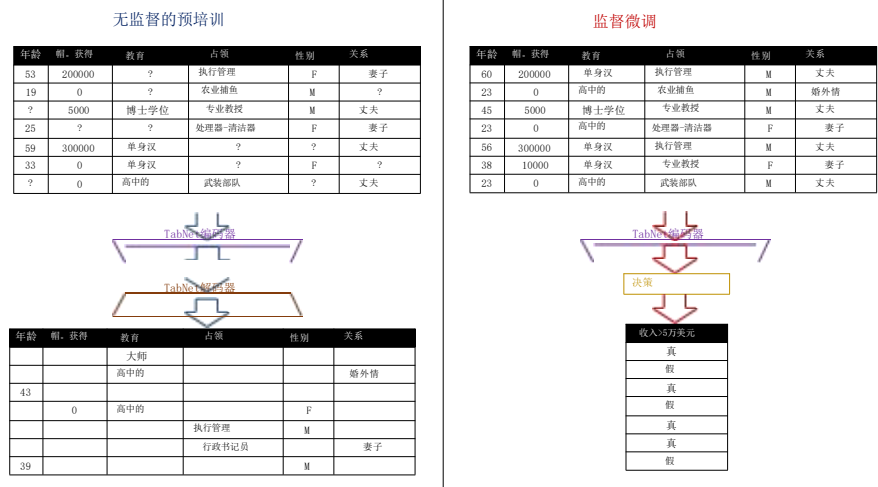 无监督的预培训
年龄 帽。获得 教育 占领 性别 关系
53 200000 ? 执行管理 F 妻子
19 0 ? 农业捕鱼 M ?
? 5000 博士学位 专业教授 M 丈夫
25 ? ? 处理器-清洁器 F 妻子
59 300000 单身汉 ? ? 丈夫
33 0 单身汉 ? F ?
? 0 高中的 武装部队 ? 丈夫
TabNet编码器
TabNet解码器
年龄 帽。获得 教育 占领 性别 关系
大师
高中的 婚外情
43
0 高中的 F
执行管理 M
行政书记员 妻子
39 M
监督微调
年龄 帽。获得 教育 占领 性别 关系
60 200000 单身汉 执行管理 M 丈夫
23 0 高中的 农业捕鱼 M 婚外情
45 5000 博士学位 专业教授 M 丈夫
23 0 高中的 处理器-清洁器 F 妻子
56 300000 单身汉 执行管理 M 丈夫
38 10000 单身汉 专业教授 F 妻子
23 0 高中的 武装部队 M 丈夫
TabNet编码器
决策
收入>5万美元
真
假
真
假
真
真
假